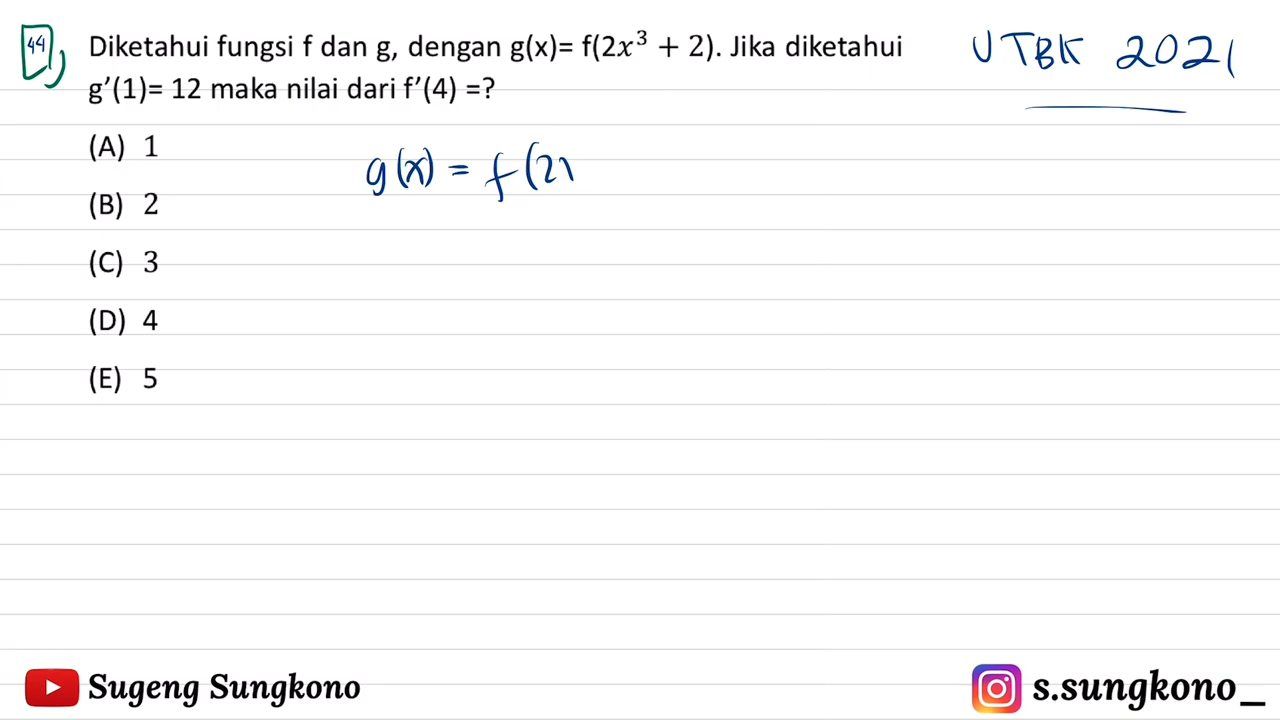 44)
Diketahui fungsi f dan g, dengan g(x)= f(2x³ + 2). Jika diketahui
g’(1)= 12 maka nilai dari f’(4) =?
UTBK 2021
(A) 1
g(x) = f(2
(B) 2
(C) 3
(D) 4
(E) 5
Sugeng Sungkono
s.sungkono_